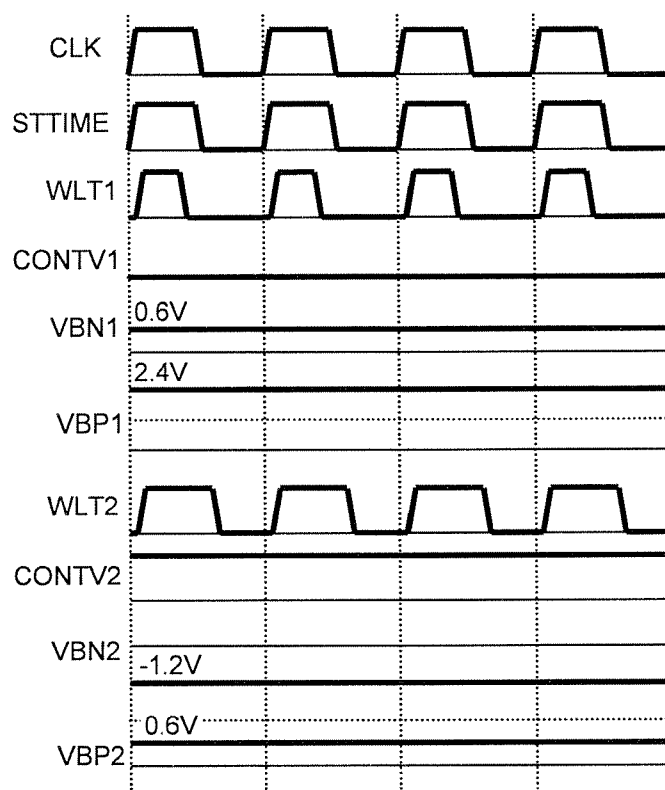 CLK
STTIME
WLT1
CONTV1
0.6V
VBN1
2.4V
VBP1
WLT2
CONTV2
VBN2
-1.2V
0.6V
VBP2